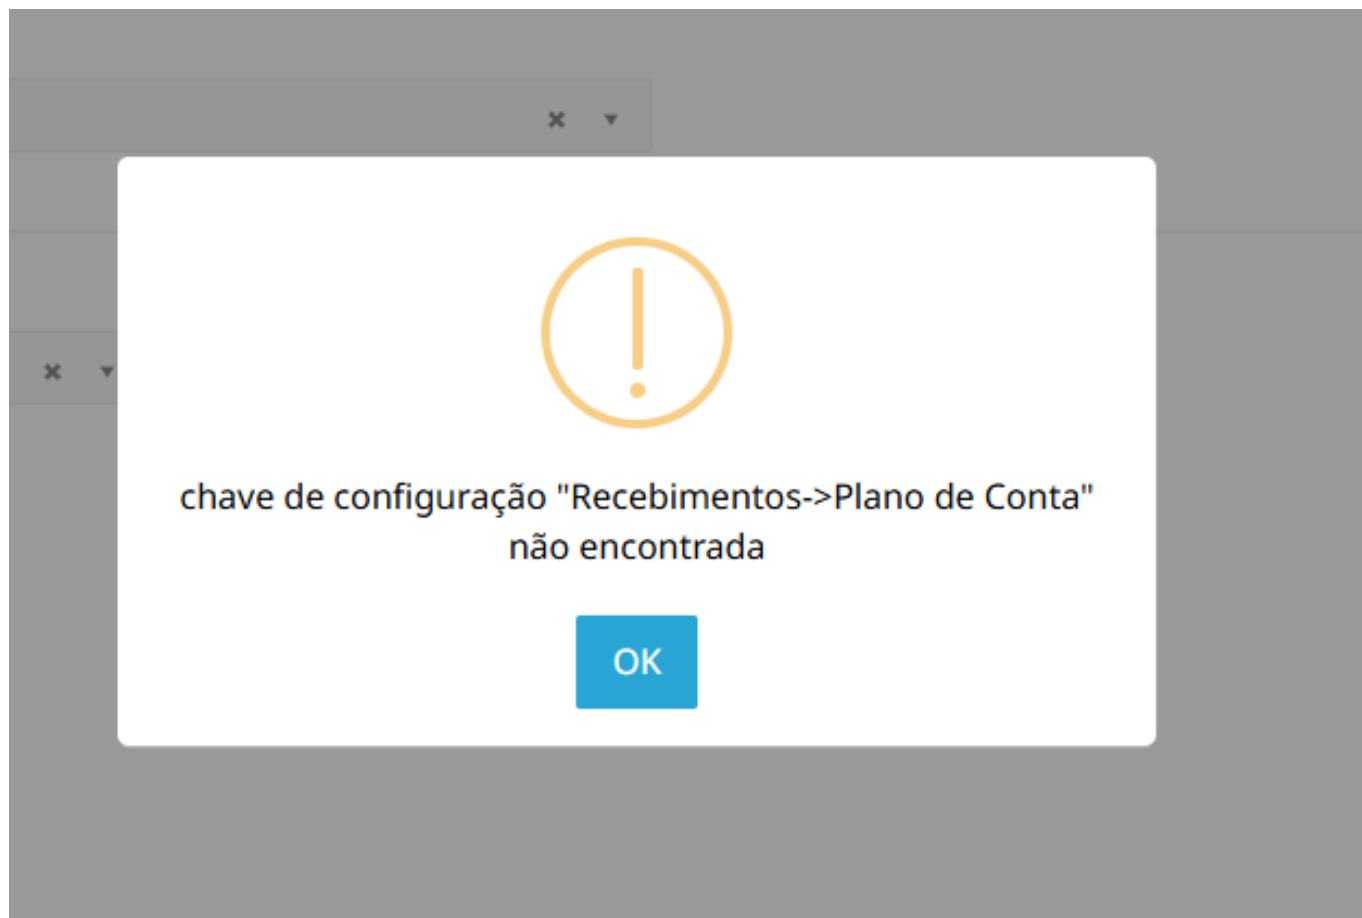 chave de configuração "Recebimentos->Plano de Conta"
não encontrada
OK